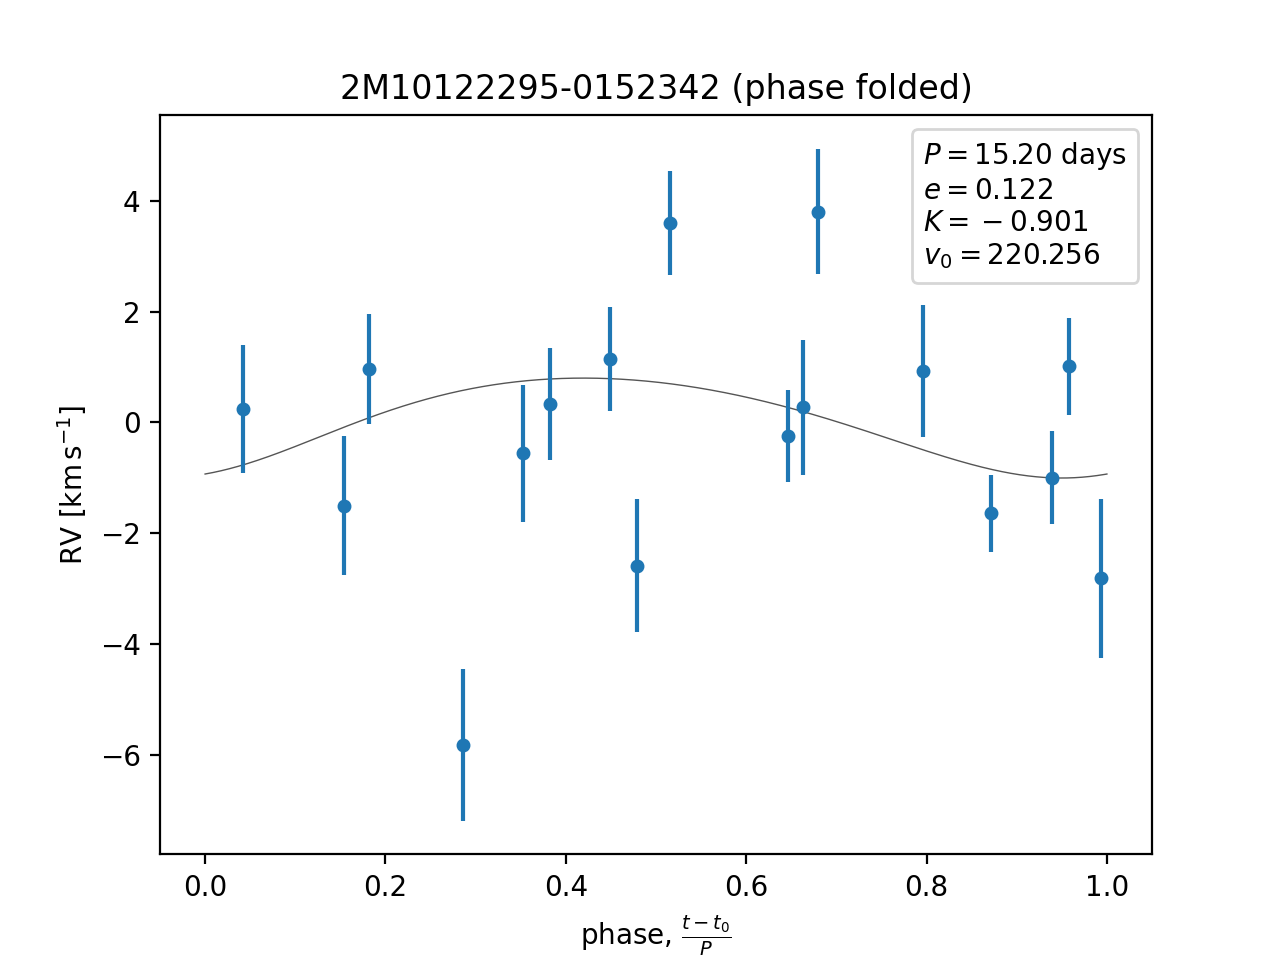 2M10122295-0152342 (phase folded)
P = 15.20 days
e = 0.122
K = −0.901
v₀ = 220.256
RV [km s⁻¹]
4
2
0
−2
−4
−6
0.0 0.2 0.4 0.6 0.8 1.0
phase, (t − t₀)/P